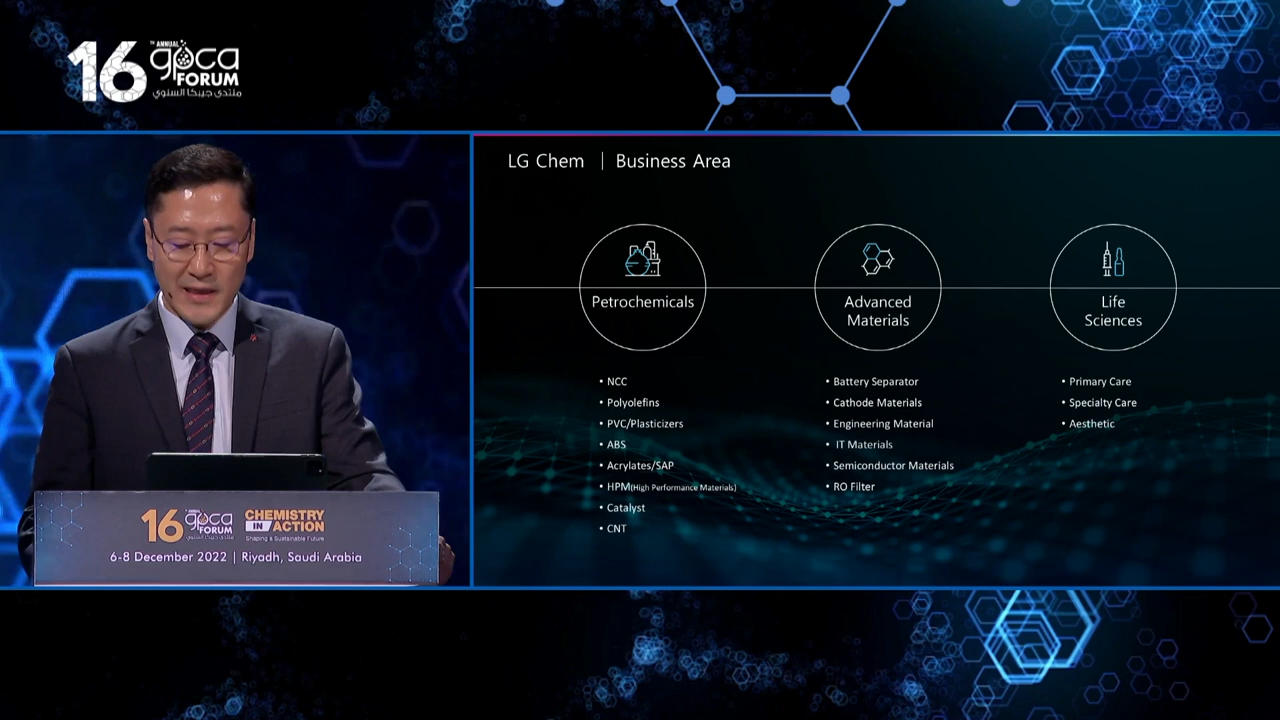 16
TH ANNUAL
gpca
FORUM
منتدى جيبكا السنوي
LG Chem | Business Area
Petrochemicals
• NCC
• Polyolefins
• PVC/Plasticizers
• ABS
• Acrylates/SAP
• HPM(High Performance Materials)
• Catalyst
• CNT
Advanced
Materials
• Battery Separator
• Cathode Materials
• Engineering Material
• IT Materials
• Semiconductor Materials
• RO Filter
Life
Sciences
• Primary Care
• Specialty Care
• Aesthetic
16
gpca
FORUM
CHEMISTRY
IN ACTION
Shaping a Sustainable Future
6-8 December 2022 | Riyadh, Saudi Arabia